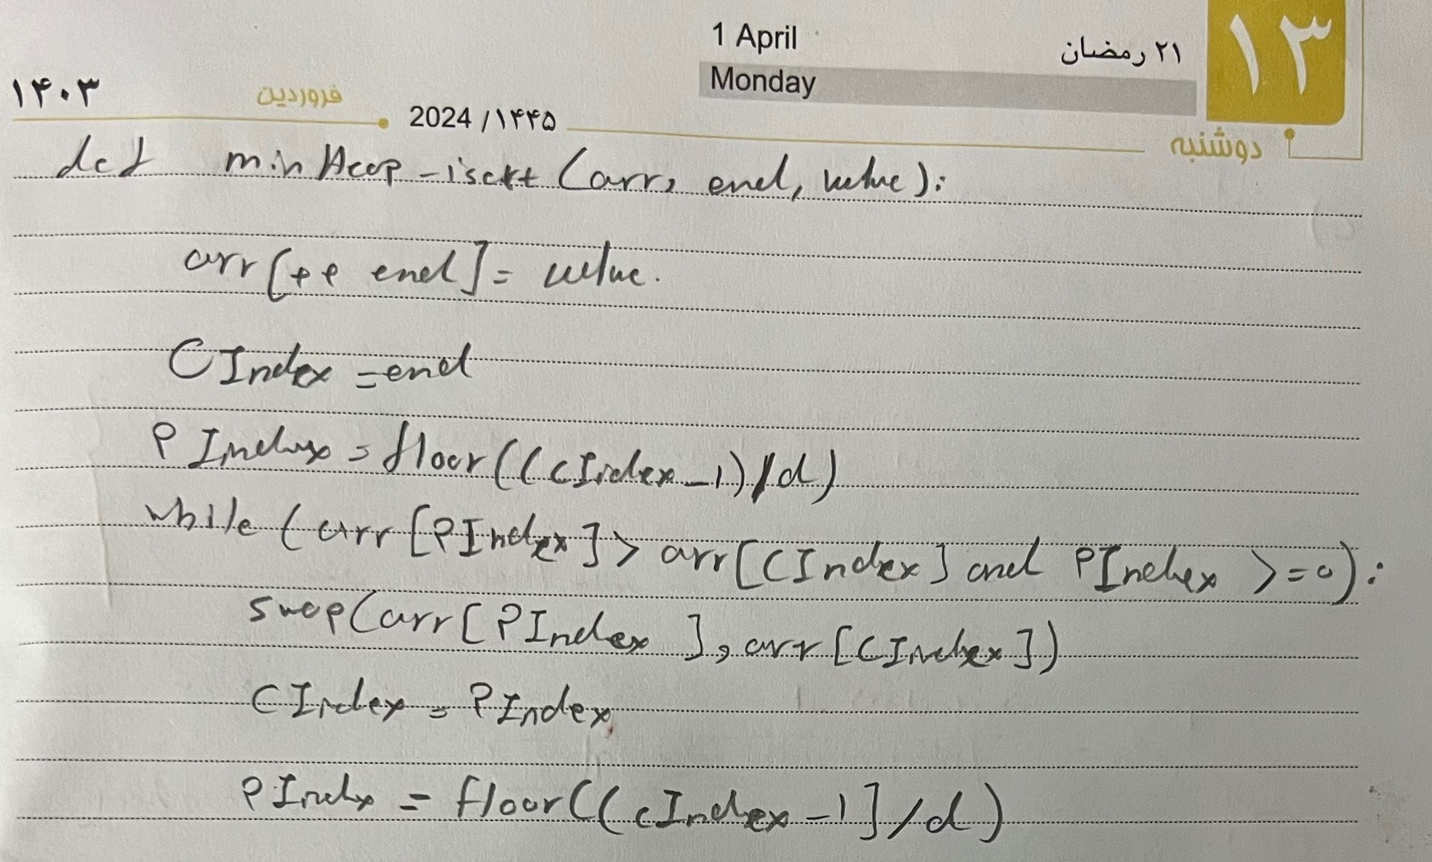 1 April
۲۱ رمضان
۱۳
Monday
۱۴۰۳
فروردین
2024 /۱۴۴۵
دوشنبه
def minHeap-isert (arr, end, value):
arr[++ end] = value.
CIndex = end
PIndex = floor((cIndex-1)/d)
while (arr[PIndex] > arr[CIndex] and PIndex >=0):
swap(arr[PIndex], arr[CIndex])
CIndex = PIndex
PIndx = floor((cIndex-1]/d)